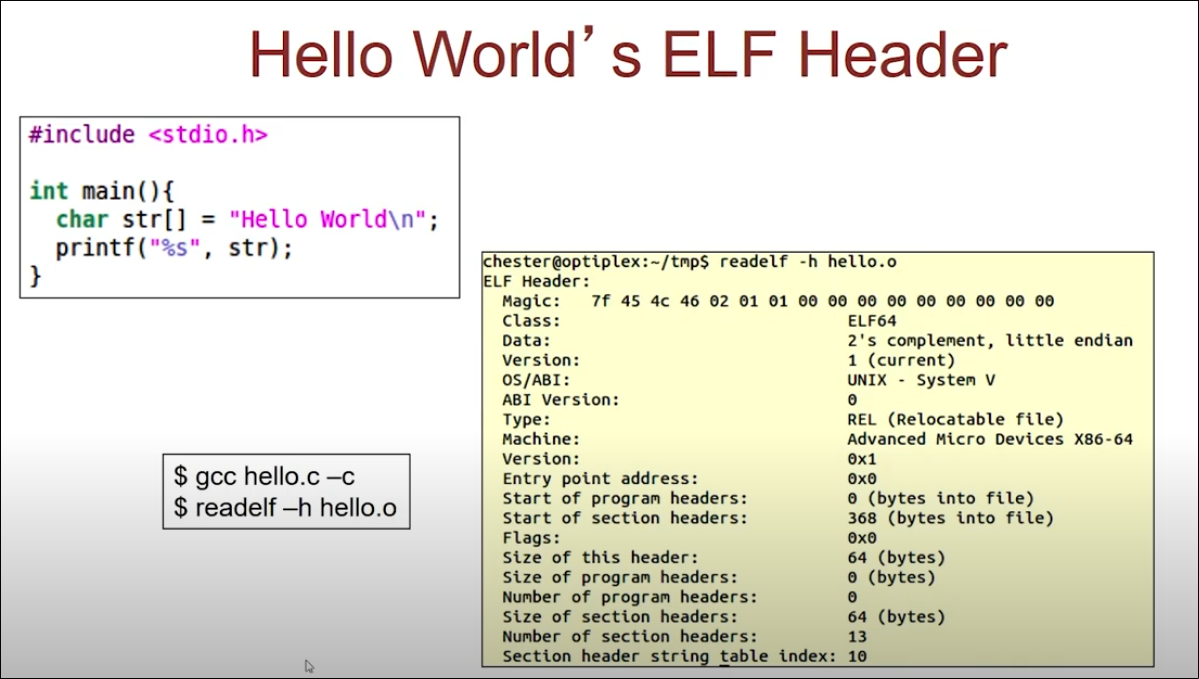 Hello World’s ELF Header
#include <stdio.h>
int main(){
char str[] = "Hello World\n";
printf("%s", str);
}
$ gcc hello.c –c
$ readelf –h hello.o
chester@optiplex:~/tmp$ readelf -h hello.o
ELF Header:
Magic: 7f 45 4c 46 02 01 01 00 00 00 00 00 00 00 00 00
Class: ELF64
Data: 2's complement, little endian
Version: 1 (current)
OS/ABI: UNIX - System V
ABI Version: 0
Type: REL (Relocatable file)
Machine: Advanced Micro Devices X86-64
Version: 0x1
Entry point address: 0x0
Start of program headers: 0 (bytes into file)
Start of section headers: 368 (bytes into file)
Flags: 0x0
Size of this header: 64 (bytes)
Size of program headers: 0 (bytes)
Number of program headers: 0
Size of section headers: 64 (bytes)
Number of section headers: 13
Section header string table index: 10